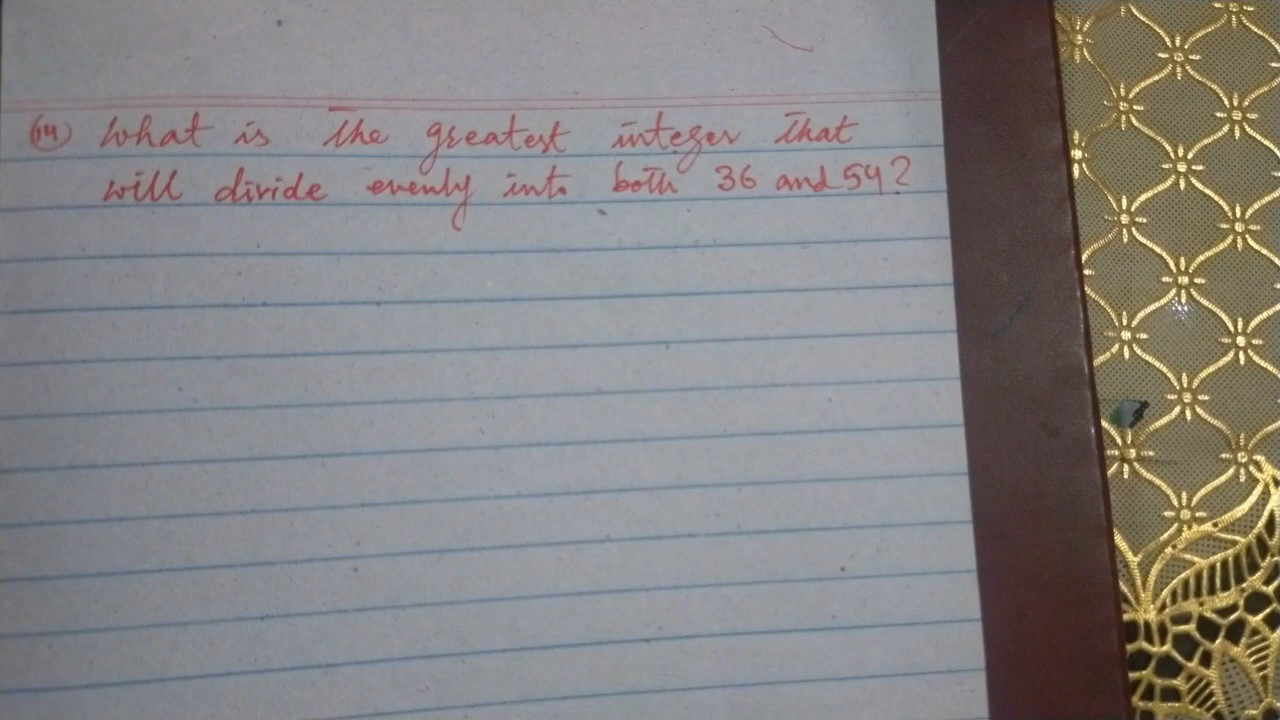 (14) What is the greatest integer that
will divide evenly into both 36 and 54?